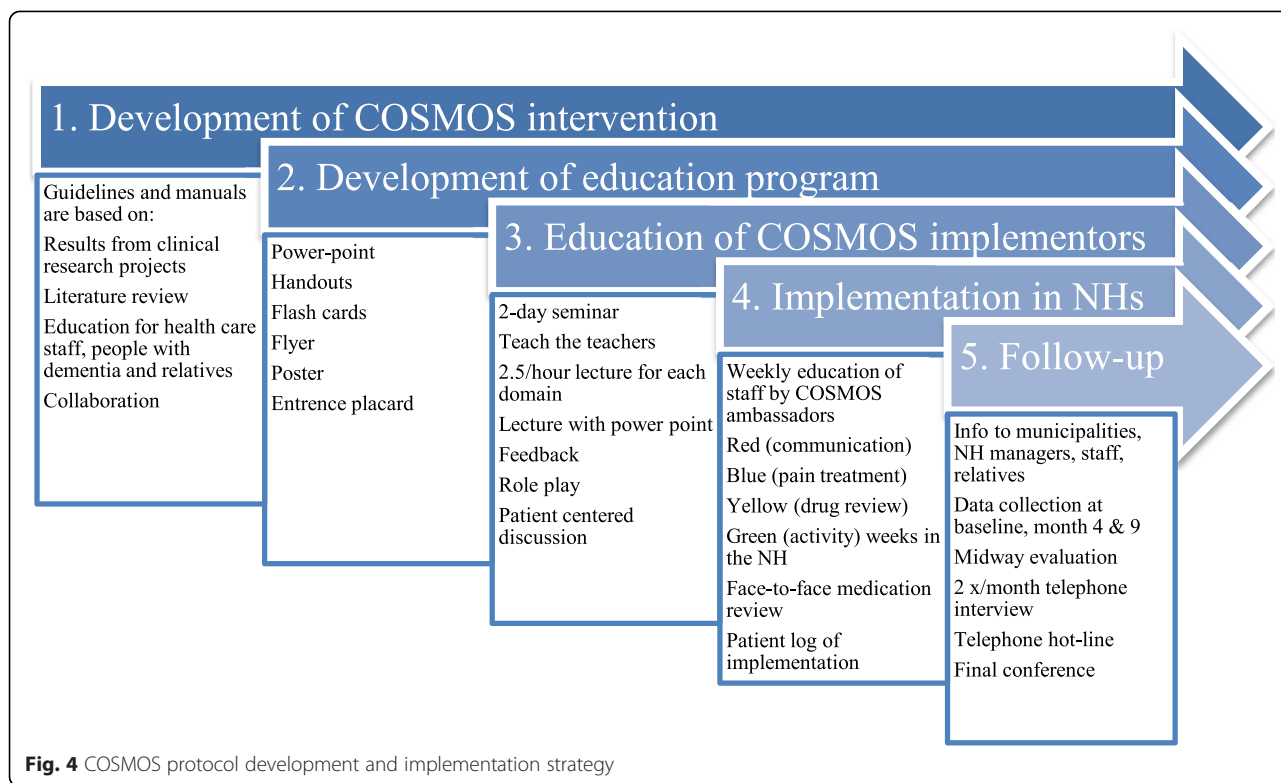 1. Development of COSMOS intervention
Guidelines and manuals
are based on:
Results from clinical
research projects
Literature review
Education for health care
staff, people with
dementia and relatives
Collaboration
2. Development of education program
Power-point
Handouts
Flash cards
Flyer
Poster
Entrence placard
3. Education of COSMOS implementors
2-day seminar
Teach the teachers
2.5/hour lecture for each
domain
Lecture with power point
Feedback
Role play
Patient centered
discussion
4. Implementation in NHs
Weekly education of
staff by COSMOS
ambassadors
Red (communication)
Blue (pain treatment)
Yellow (drug review)
Green (activity) weeks in
the NH
Face-to-face medication
review
Patient log of
implementation
5. Follow-up
Info to municipalities,
NH managers, staff,
relatives
Data collection at
baseline, month 4 & 9
Midway evaluation
2 x/month telephone
interview
Telephone hot-line
Final conference
Fig. 4 COSMOS protocol development and implementation strategy